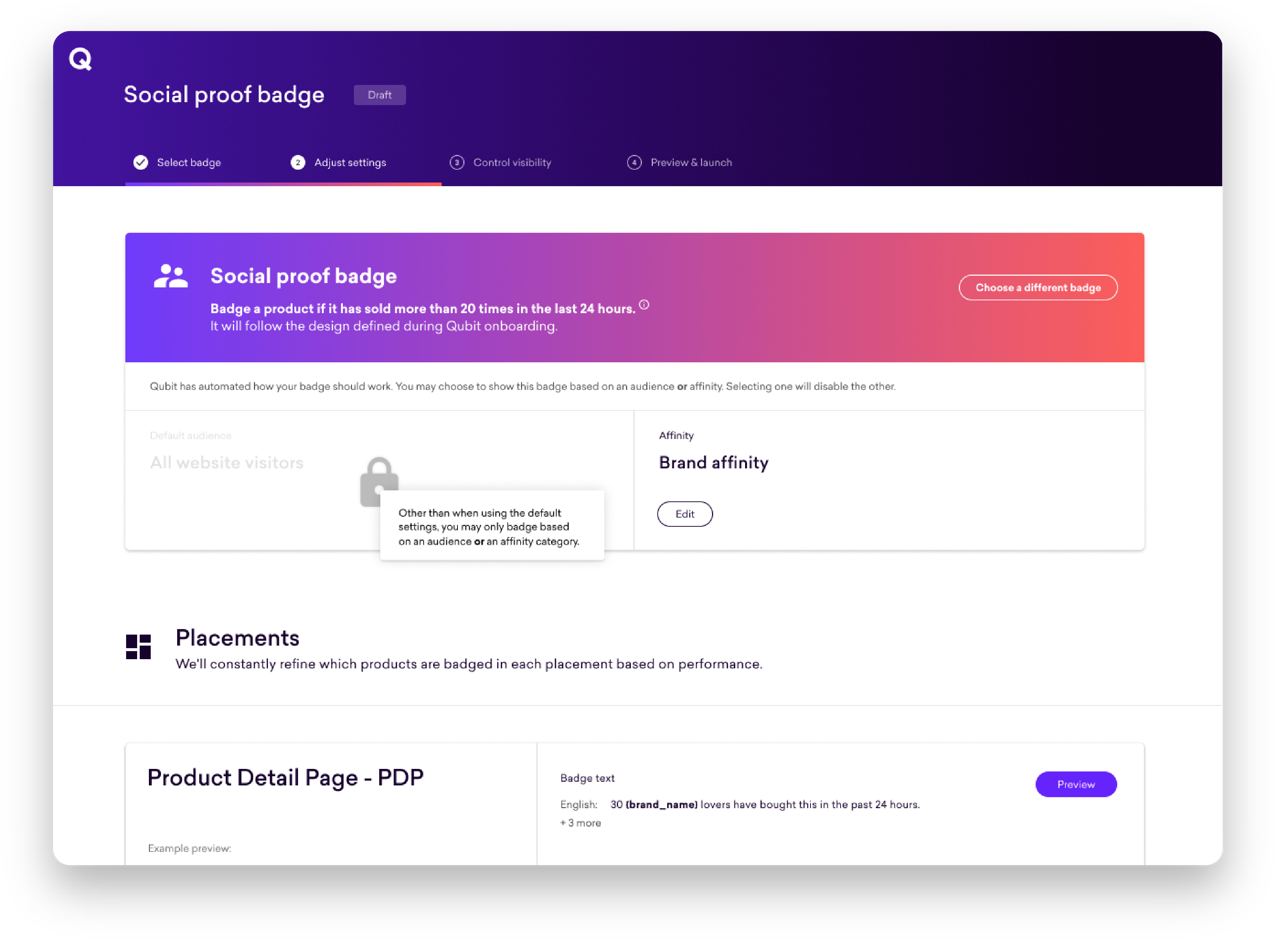 Q
Social proof badge Draft
Select badge 2 Adjust settings 3 Control visibility 4 Preview & launch
Social proof badge
Badge a product if it has sold more than 20 times in the last 24 hours.
It will follow the design defined during Qubit onboarding.
Choose a different badge
Qubit has automated how your badge should work. You may choose to show this badge based on an audience or affinity. Selecting one will disable the other.
Default audience
All website visitors
Other than when using the default
settings, you may only badge based
on an audience or an affinity category.
Affinity
Brand affinity
Edit
Placements
We'll constantly refine which products are badged in each placement based on performance.
Product Detail Page - PDP
Example preview:
Badge text
English: 30 (brand_name) lovers have bought this in the past 24 hours.
+ 3 more
Preview